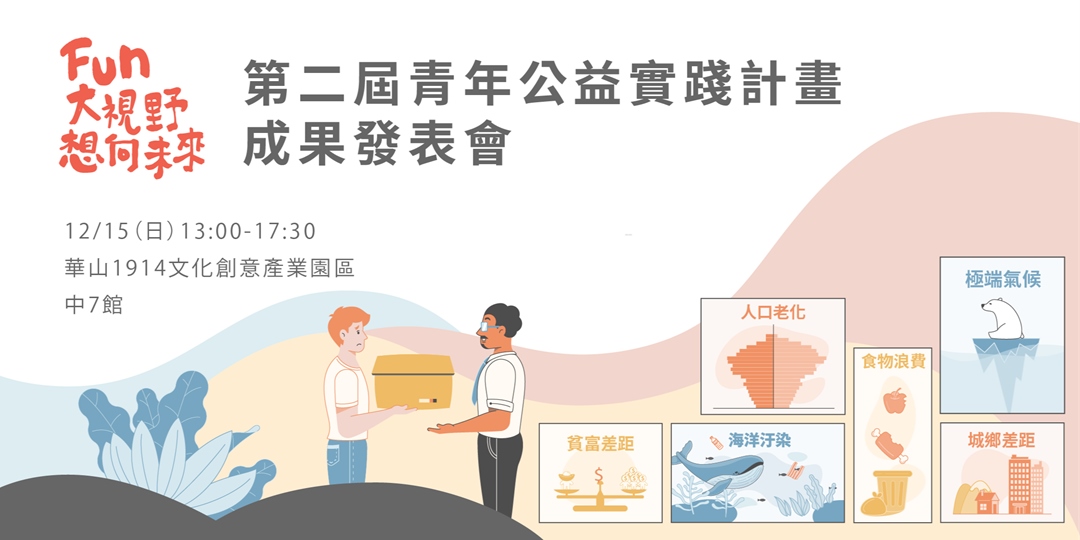 Fun
大視野
想向未來
第二屆青年公益實踐計畫
成果發表會
12/15(日)13:00-17:30
華山1914文化創意產業園區
中7館
人口老化
極端氣候
食物浪費
貧富差距
$
海洋汙染
城鄉差距